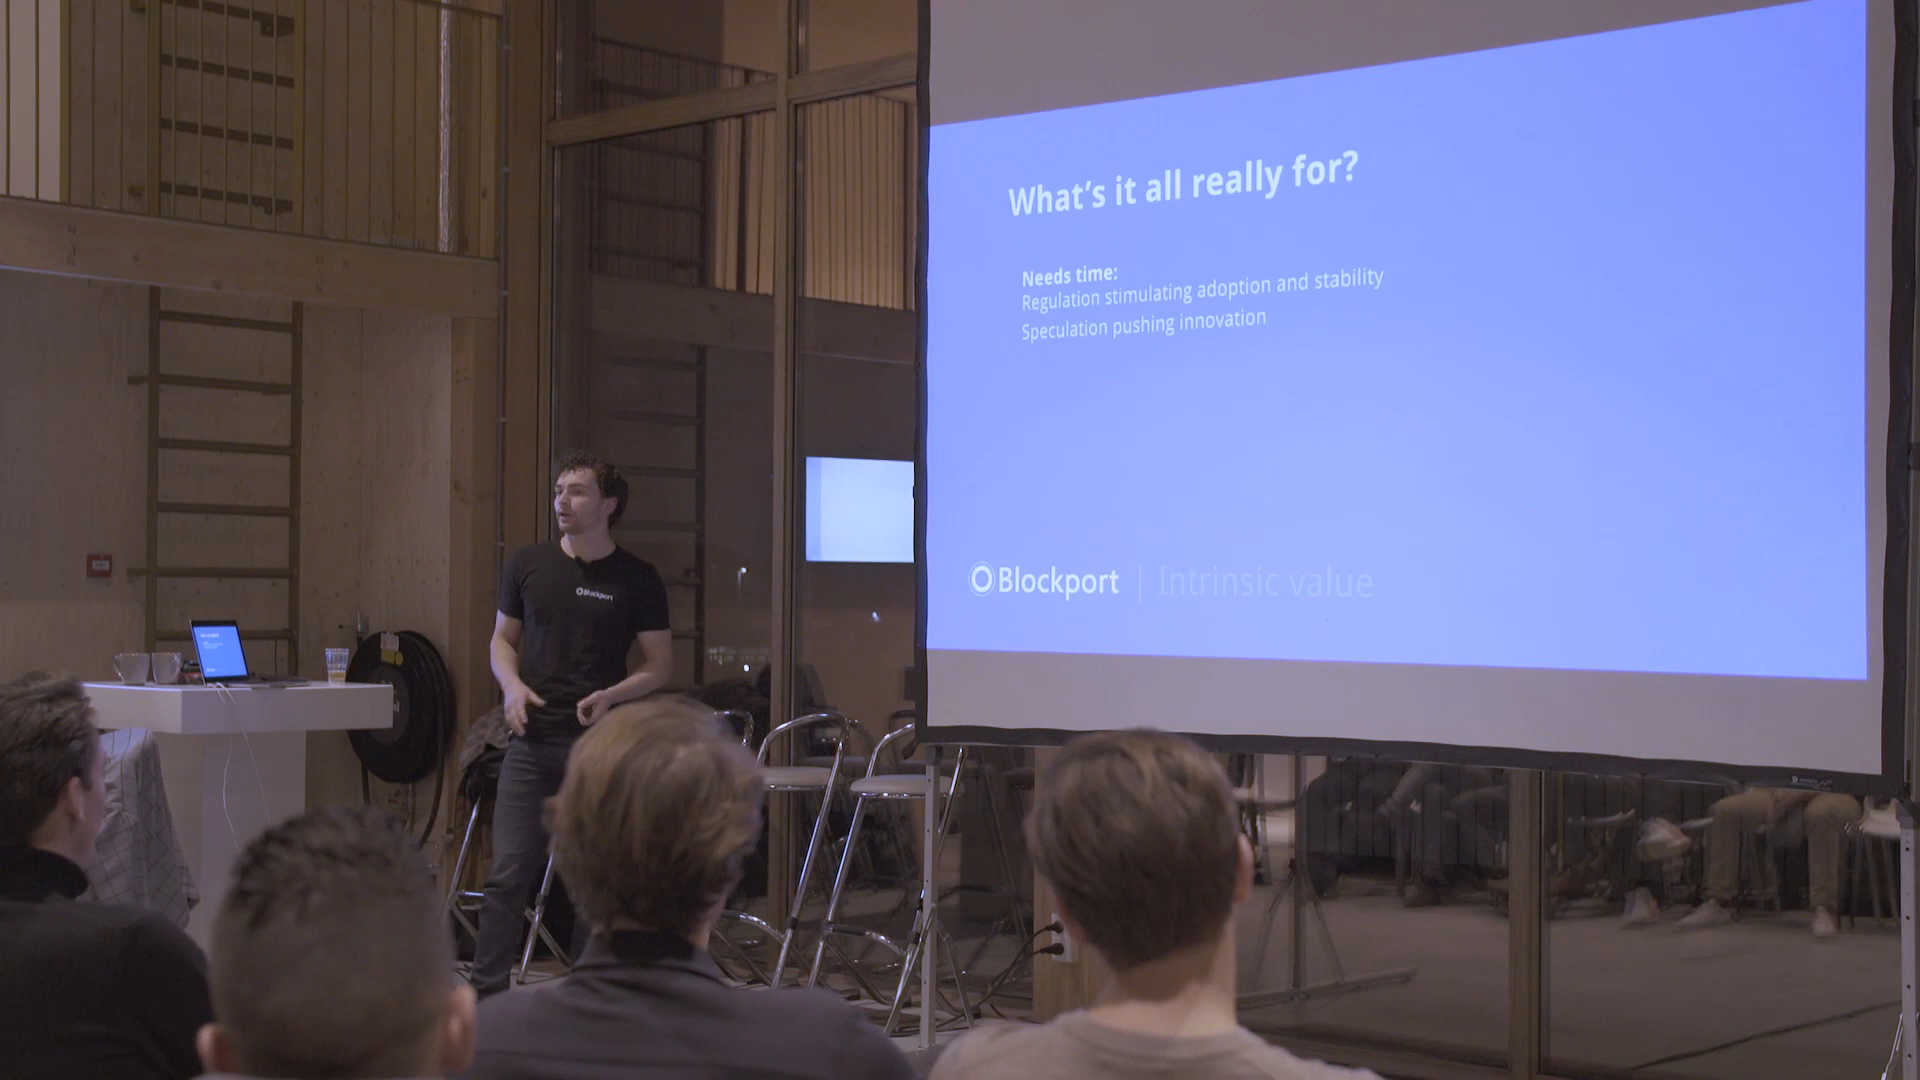 What's it all really for?
Needs time:
Regulation stimulating adoption and stability
Speculation pushing innovation
Blockport | Intrinsic value
Blockport